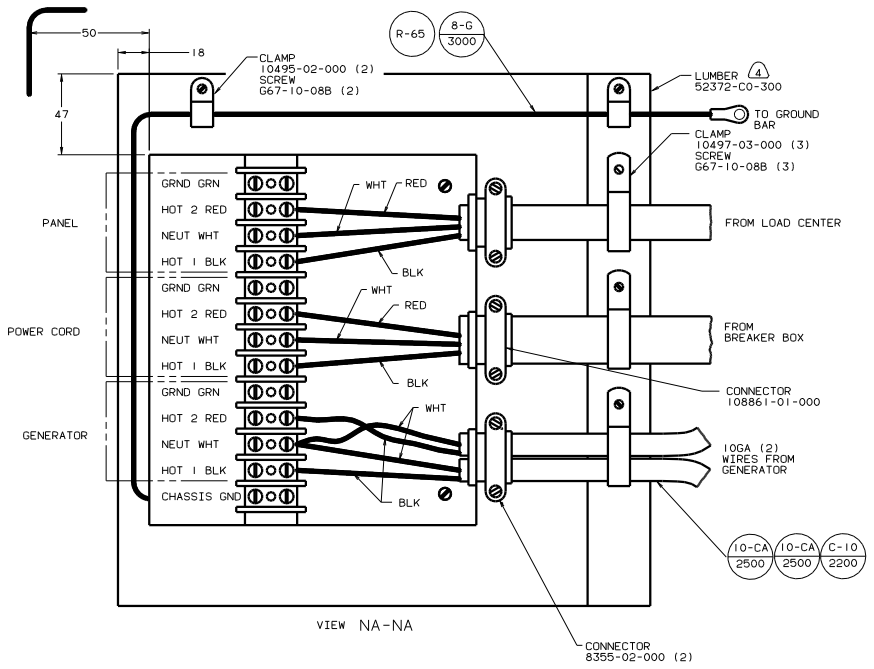 50
18
47
R-65
8-G
3000
CLAMP
10495-02-000 (2)
SCREW
G67-10-08B (2)
LUMBER 4
52372-C0-300
TO GROUND
BAR
CLAMP
10497-03-000 (3)
SCREW
G67-10-08B (3)
PANEL
GRND GRN
HOT 2 RED
NEUT WHT
HOT 1 BLK
WHT
RED
BLK
FROM LOAD CENTER
POWER CORD
GRND GRN
HOT 2 RED
NEUT WHT
HOT 1 BLK
WHT
RED
BLK
FROM
BREAKER BOX
CONNECTOR
108861-01-000
GENERATOR
GRND GRN
HOT 2 RED
NEUT WHT
HOT 1 BLK
CHASSIS GND
WHT
BLK
10GA (2)
WIRES FROM
GENERATOR
10-CA
2500
10-CA
2500
C-10
2200
VIEW NA-NA
CONNECTOR
8355-02-000 (2)